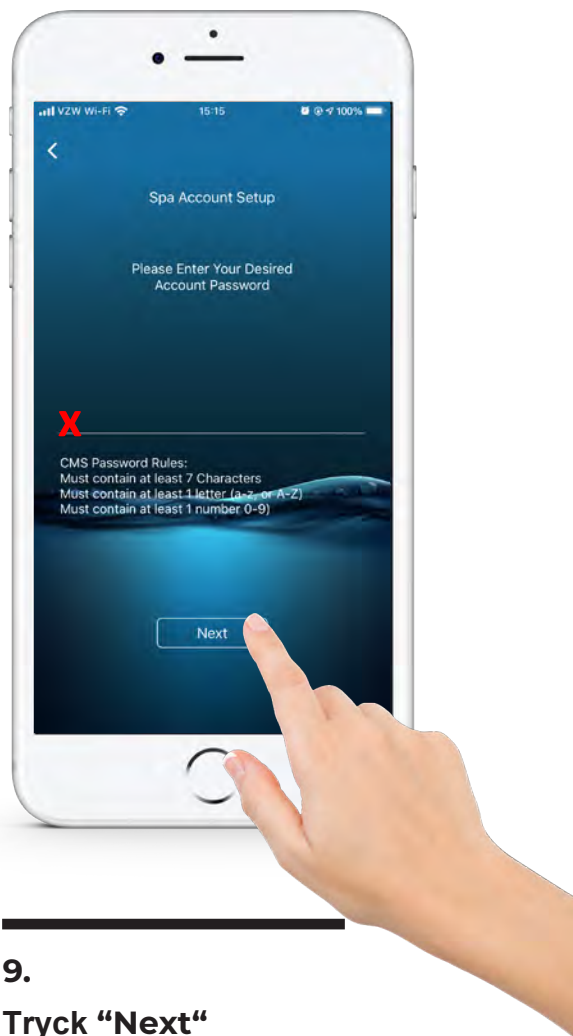 VZW Wi-Fi 15:15 100%
Spa Account Setup
Please Enter Your Desired
Account Password
X
CMS Password Rules:
Must contain at least 7 Characters
Must contain at least 1 letter (a-z, or A-Z)
Must contain at least 1 number 0-9)
Next
9.
Tryck “Next“